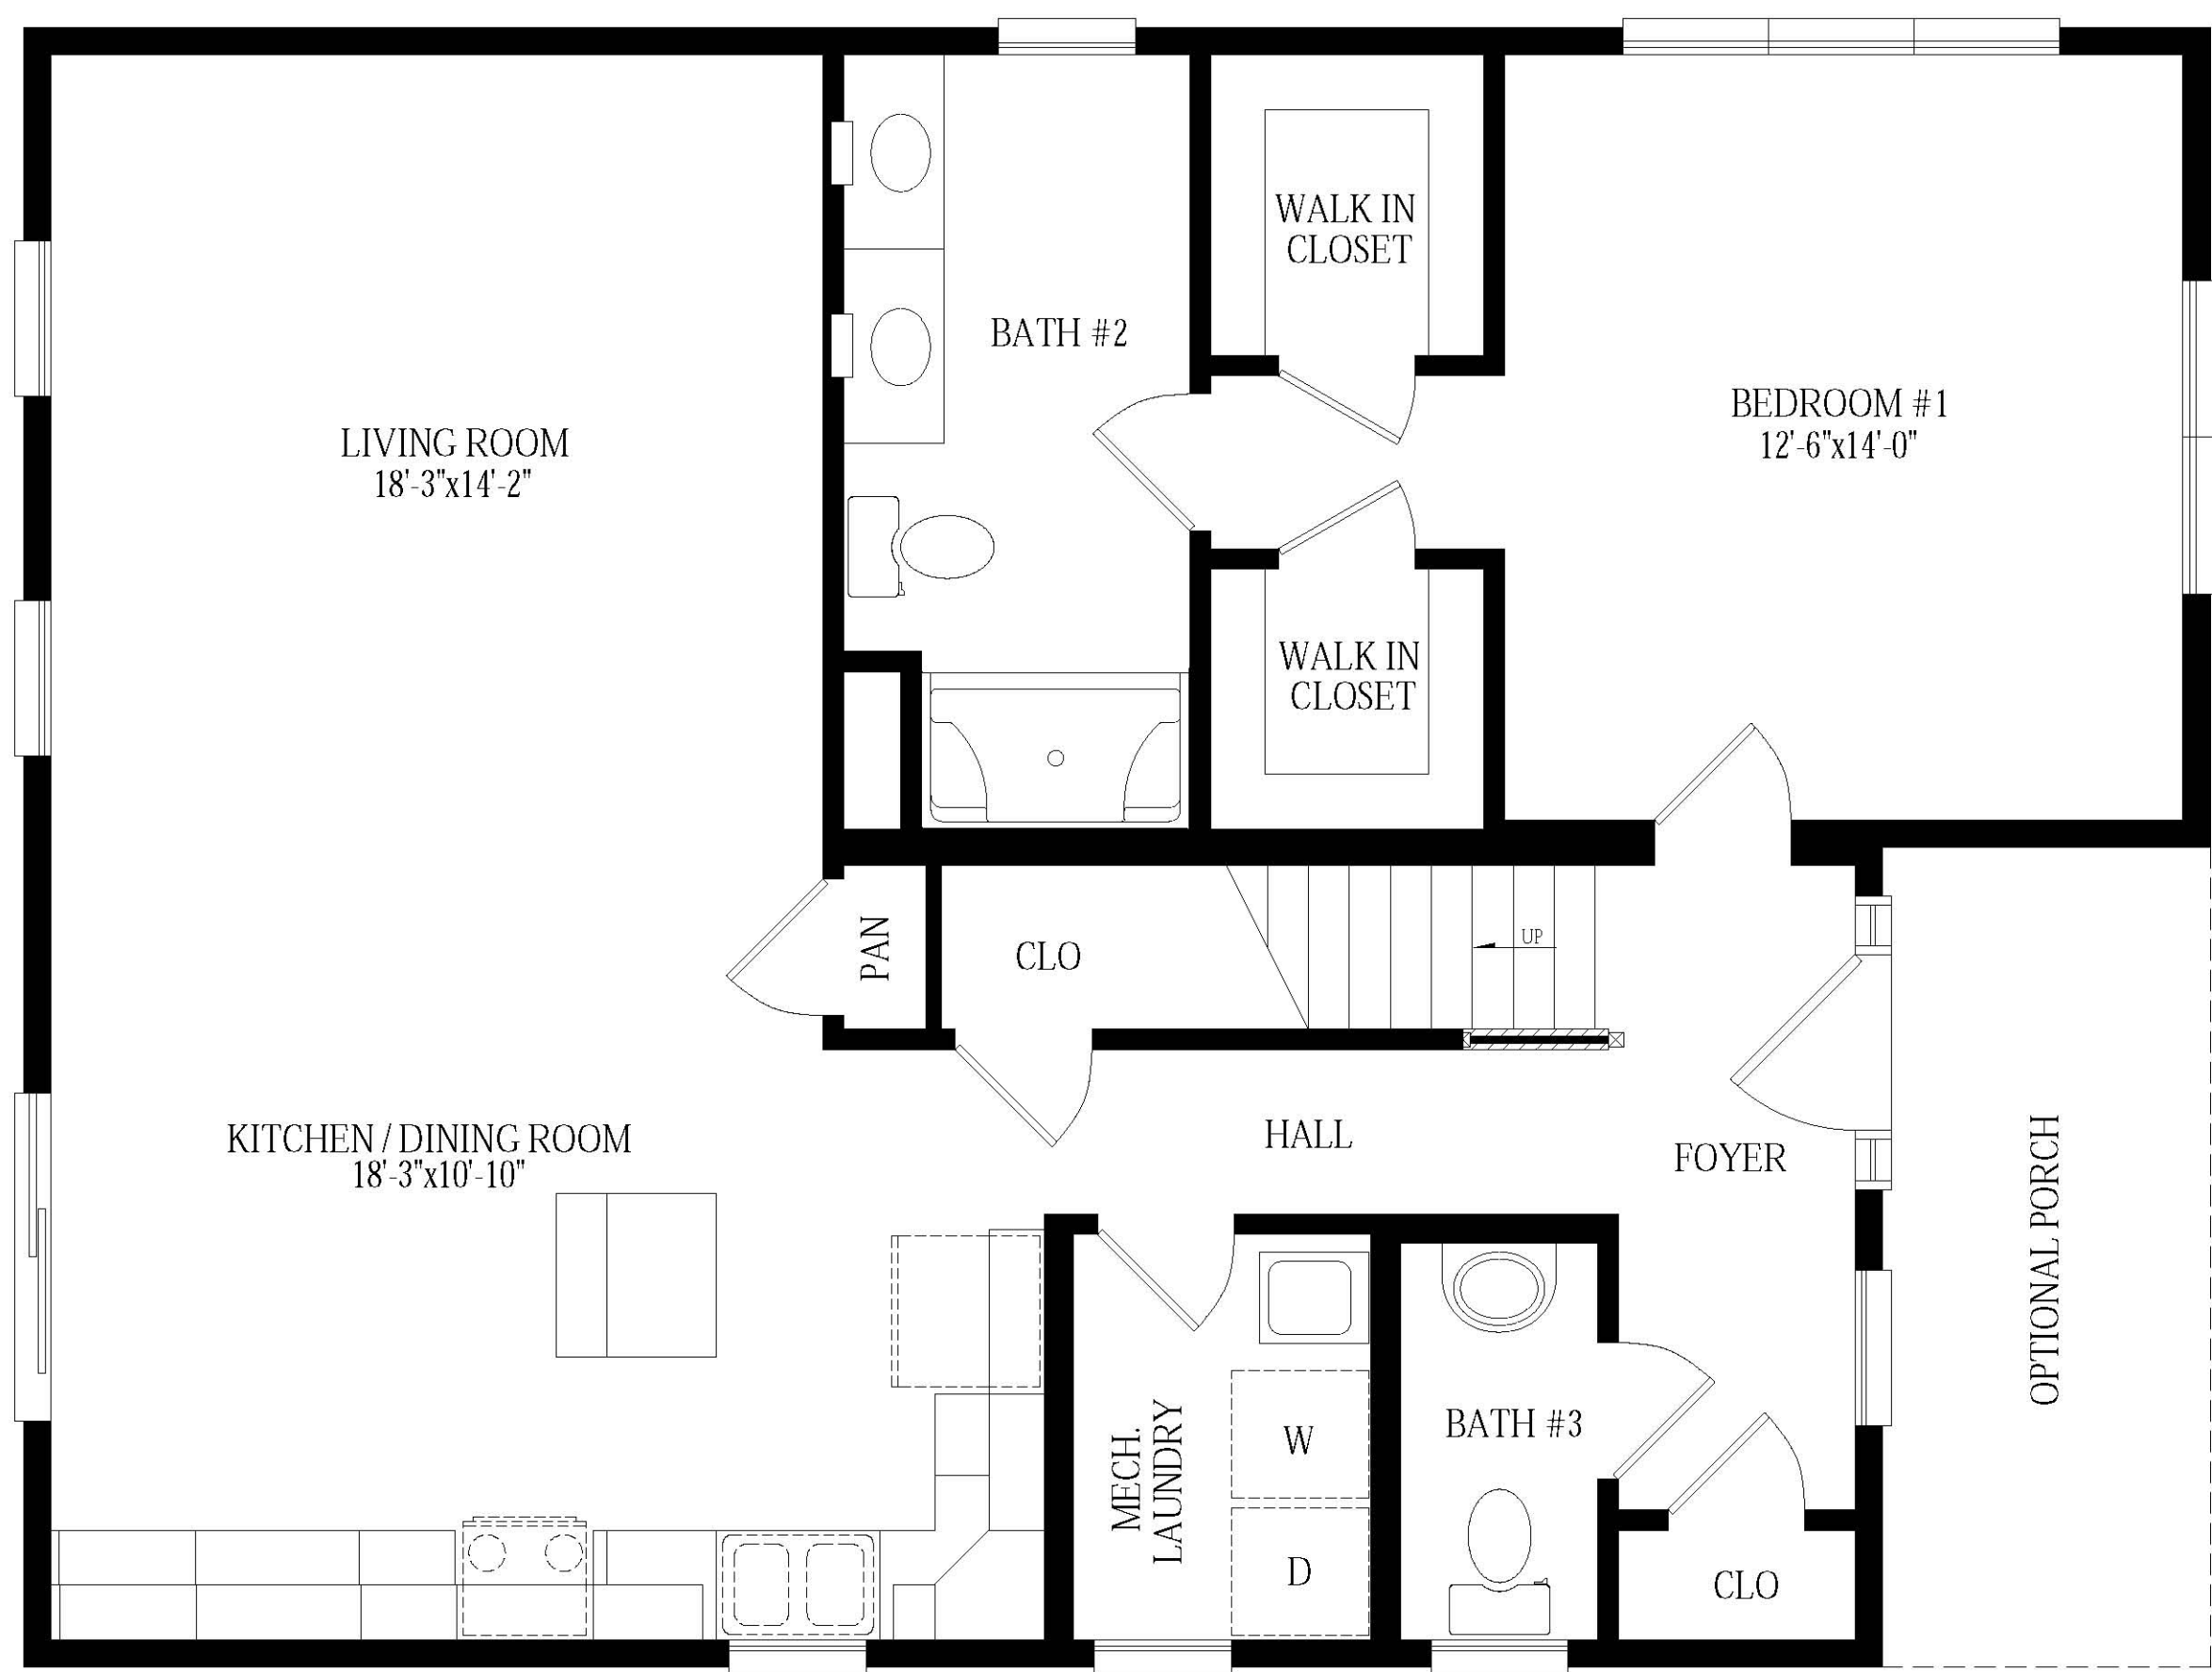 WALK IN
CLOSET
BATH #2
BEDROOM #1
12'-6"x14'-0"
LIVING ROOM
18'-3"x14'-2"
WALK IN
CLOSET
PAN
CLO
UP
KITCHEN / DINING ROOM
18'-3"x10'-10"
HALL
FOYER
OPTIONAL PORCH
MECH.
LAUNDRY
W
D
BATH #3
CLO